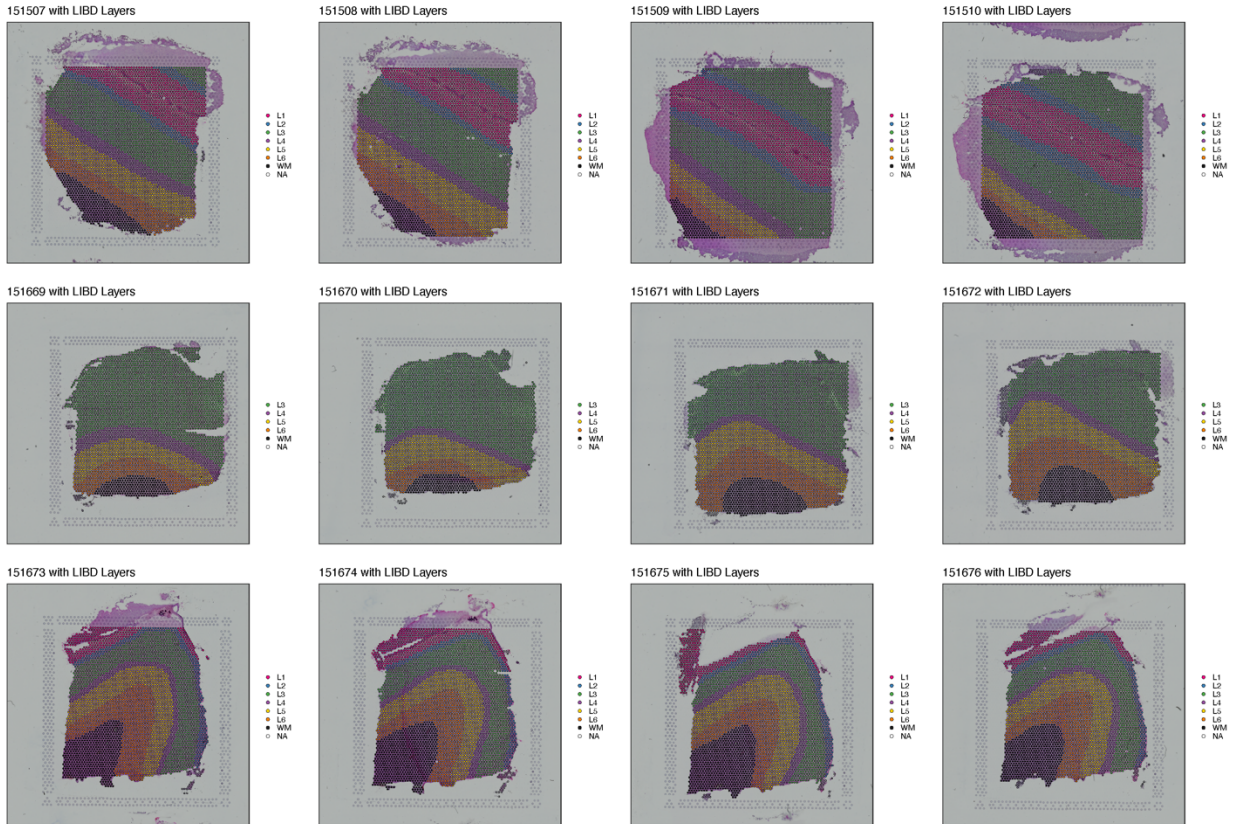 151507 with LIBD Layers
L1
L2
L3
L4
L5
L6
WM
NA
151508 with LIBD Layers
L1
L2
L3
L4
L5
L6
WM
NA
151509 with LIBD Layers
L1
L2
L3
L4
L5
L6
WM
NA
151510 with LIBD Layers
L1
L2
L3
L4
L5
L6
WM
NA
151669 with LIBD Layers
L3
L4
L5
L6
WM
NA
151670 with LIBD Layers
L3
L4
L5
L6
WM
NA
151671 with LIBD Layers
L3
L4
L5
L6
WM
NA
151672 with LIBD Layers
L3
L4
L5
L6
WM
NA
151673 with LIBD Layers
L1
L2
L3
L4
L5
L6
WM
NA
151674 with LIBD Layers
L1
L2
L3
L4
L5
L6
WM
NA
151675 with LIBD Layers
L1
L2
L3
L4
L5
L6
WM
NA
151676 with LIBD Layers
L1
L2
L3
L4
L5
L6
WM
NA